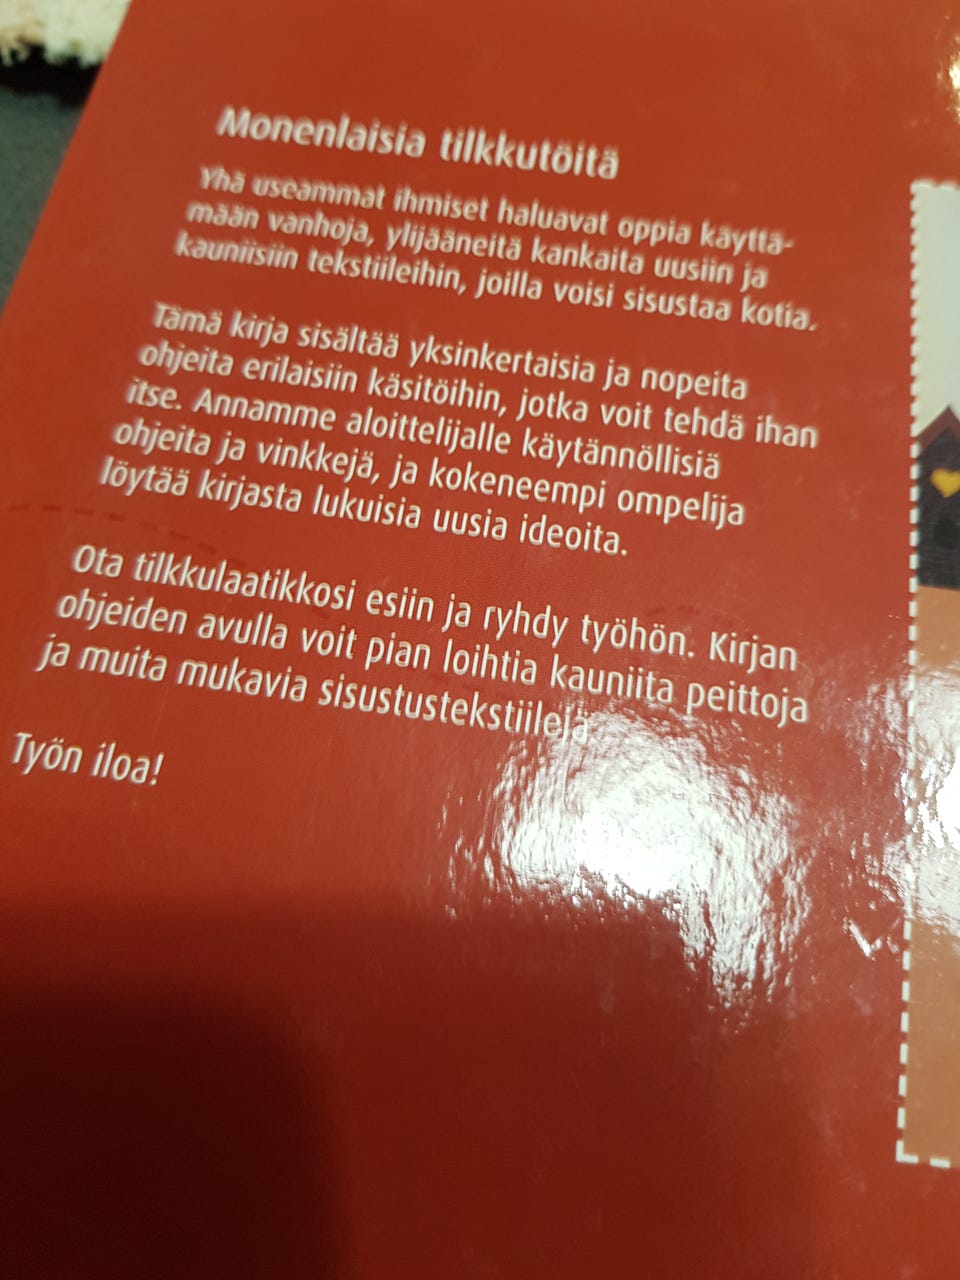 Monenlaisia tilkkutöitä
Yhä useammat ihmiset haluavat oppia käyttä-
mään vanhoja, ylijääneitä kankaita uusiin ja
kauniisiin tekstiileihin, joilla voisi sisustaa kotia.
Tämä kirja sisältää yksinkertaisia ja nopeita
ohjeita erilaisiin käsitöihin, jotka voit tehdä ihan
itse. Annamme aloittelijalle käytännöllisiä
ohjeita ja vinkkejä, ja kokeneempi ompelija
löytää kirjasta lukuisia uusia ideoita.
Ota tilkkulaatikkosi esiin ja ryhdy työhön. Kirjan
ohjeiden avulla voit pian loihtia kauniita peittoja
ja muita mukavia sisustustekstiilejä
Työn iloa!